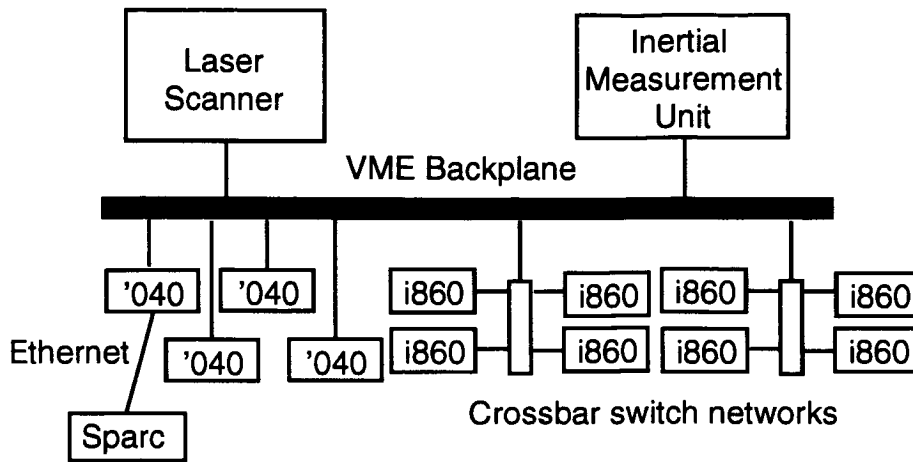 Laser
Scanner
Inertial
Measurement
Unit
VME Backplane
'040
'040
i860
i860
i860
i860
Ethernet
'040
'040
i860
i860
i860
i860
Sparc
Crossbar switch networks